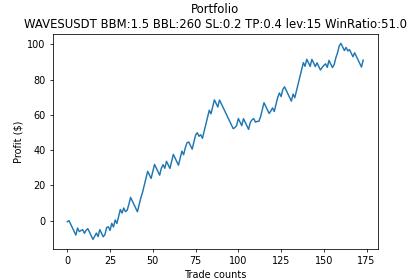 Portfolio
WAVESUSDT BBM:1.5 BBL:260 SL:0.2 TP:0.4 lev:15 WinRatio:51.0
100
80
60
40
20
0
Profit ($)
0 25 50 75 100 125 150 175
Trade counts